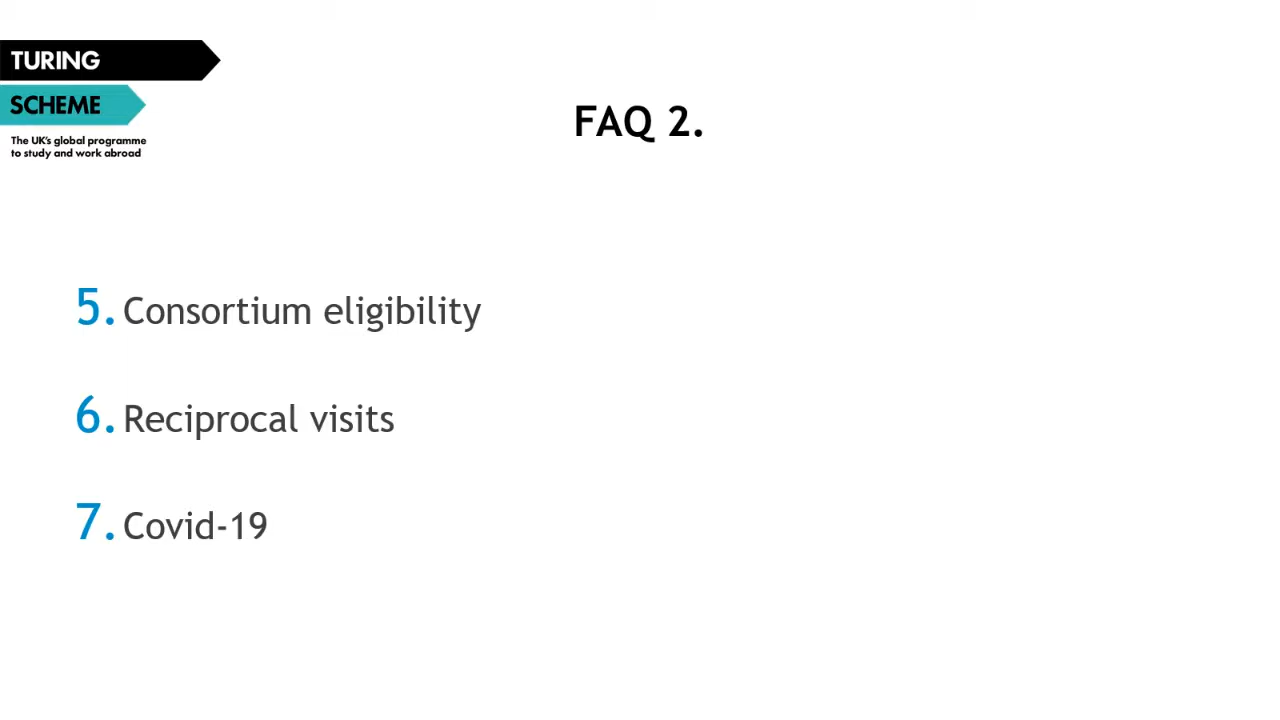 TURING
SCHEME
The UK's global programme
to study and work abroad
FAQ 2.
5. Consortium eligibility
6. Reciprocal visits
7. Covid-19